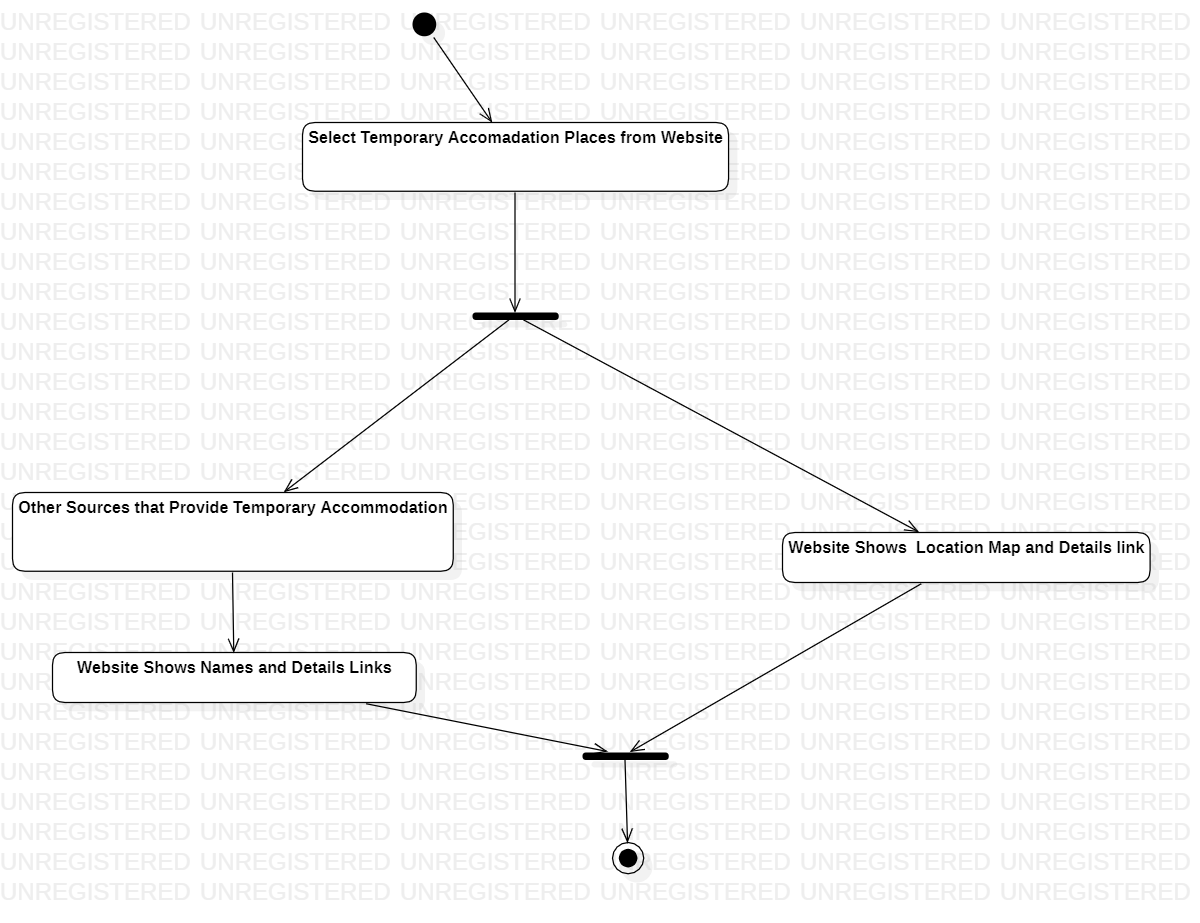 UNREGISTERED UNREGISTERED UNREGISTERED UNREGISTERED UNREGISTERED UNREGISTERED
Select Temporary Accomadation Places from Website
Other Sources that Provide Temporary Accommodation
Website Shows  Location Map and Details link
Website Shows Names and Details Links